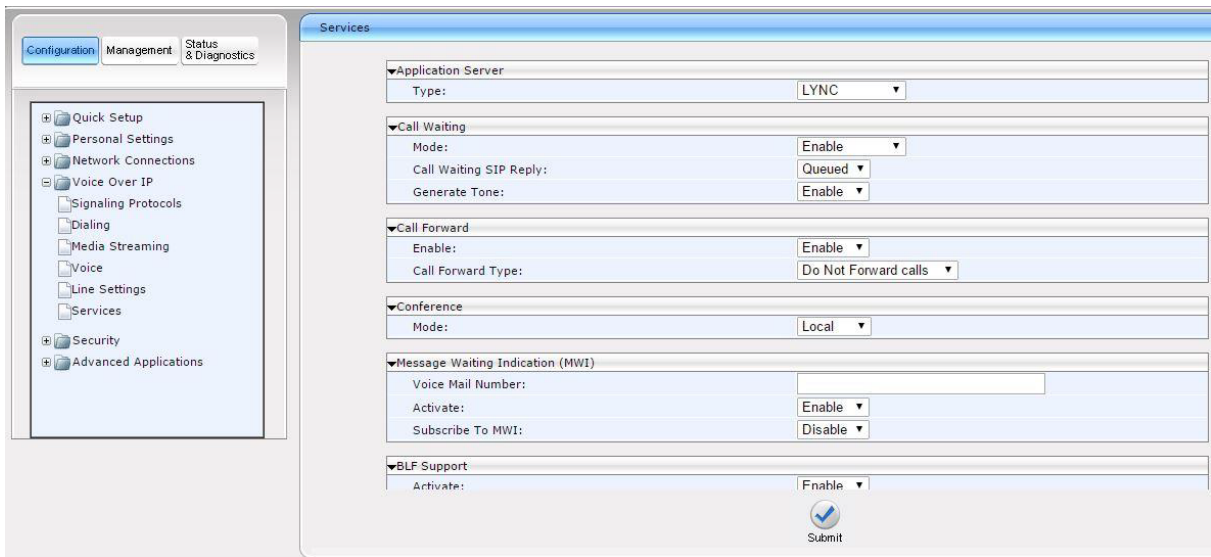 Configuration
Management
Status
& Diagnostics
Quick Setup
Personal Settings
Network Connections
Voice Over IP
Signaling Protocols
Dialing
Media Streaming
Voice
Line Settings
Services
Security
Advanced Applications
Services
Application Server
Type: LYNC
Call Waiting
Mode: Enable
Call Waiting SIP Reply: Queued
Generate Tone: Enable
Call Forward
Enable: Enable
Call Forward Type: Do Not Forward calls
Conference
Mode: Local
Message Waiting Indication (MWI)
Voice Mail Number:
Activate: Enable
Subscribe To MWI: Disable
BLF Support
Activate: Enable
Submit